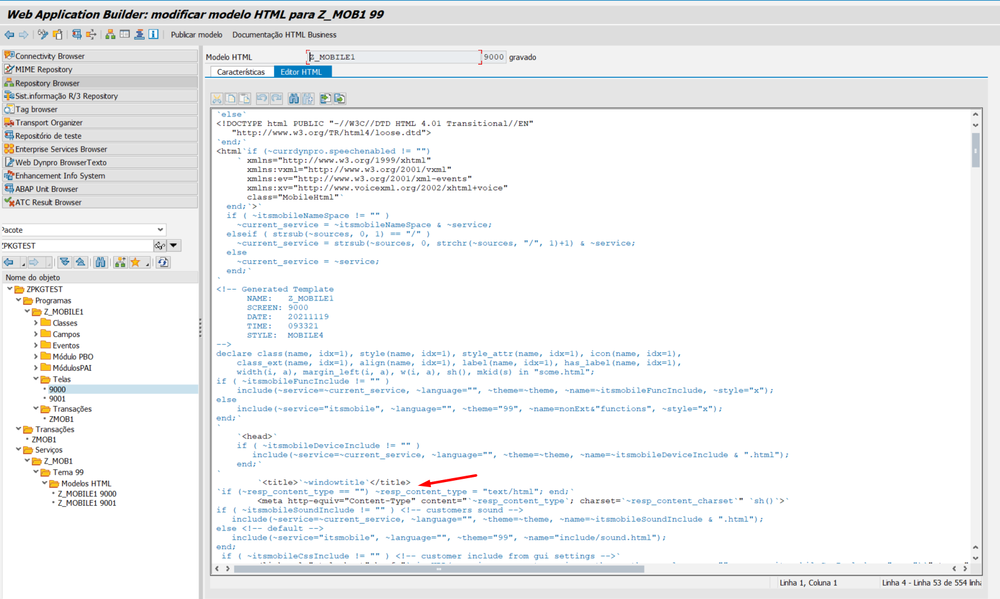 Web Application Builder: modificar modelo HTML para Z_MOB1 99
Publicar modelo Documentação HTML Business
Connectivity Browser
MIME Repository
Repository Browser
Sist.informação R/3 Repository
Tag browser
Transport Organizer
Repositório de teste
Enterprise Services Browser
Web Dynpro BrowserTexto
Enhancement Info System
ABAP Unit Browser
ATC Result Browser
Pacote
ZPKGTEST
Nome do objeto
ZPKGTEST
Programas
Z_MOBILE1
Classes
Campos
Eventos
Módulo PBO
MódulosPAI
Telas
9000
9001
Transações
ZMOB1
Transações
ZMOB1
Serviços
Z_MOB1
Tema 99
Modelos HTML
Z_MOBILE1 9000
Z_MOBILE1 9001
Modelo HTML Z_MOBILE1 9000 gravado
Características Editor HTML
`else`
<!DOCTYPE html PUBLIC "-//W3C//DTD HTML 4.01 Transitional//EN"
"http://www.w3.org/TR/html4/loose.dtd">
`end;`
<html`if (~currdynpro.speechenabled != "")
` xmlns="http://www.w3.org/1999/xhtml"
xmlns:vxml="http://www.w3.org/2001/vxml"
xmlns:ev="http://www.w3.org/2001/xml-events"
xmlns:xv="http://www.voicexml.org/2002/xhtml+voice"
class="MobileHtml"`
end;`>`
if ( ~itsmobileNameSpace != "" )
~current_service = ~itsmobileNameSpace & ~service;
elseif ( strsub(~sources, 0, 1) == "/" )
~current_service = strsub(~sources, 0, strchr(~sources, "/", 1)+1) & ~service;
else
~current_service = ~service;
end;`
`
<!-- Generated Template
NAME: Z_MOBILE1
SCREEN: 9000
DATE: 20211119
TIME: 093321
STYLE: MOBILE4
-->
declare class(name, idx=1), style(name, idx=1), style_attr(name, idx=1), icon(name, idx=1),
class_ext(name, idx=1), align(name, idx=1), label(name, idx=1), has_label(name, idx=1),
width(i, a), margin_left(i, a), w(i, a), sh(), mkid(s) in "some.html";
if ( ~itsmobileFuncInclude != "" )
include(~service=~current_service, ~language="", ~theme=~theme, ~name=~itsmobileFuncInclude, ~style="x");
else
include(~service="itsmobile", ~language="", ~theme="99", ~name=nonExt&"functions", ~style="x");
end;`
`
`<head>`
if ( ~itsmobileDeviceInclude != "" )
include(~service=~current_service, ~language="", ~theme=~theme, ~name=~itsmobileDeviceInclude & ".html");
end;`
`
`<title>`~windowtitle`</title>
`if (~resp_content_type == "") ~resp_content_type = "text/html"; end;`
<meta http-equiv="Content-Type" content="`~resp_content_type`; charset=`~resp_content_charset`" `sh()`>`
if ( ~itsmobileSoundInclude != "" ) <!-- customers sound -->
include(~service=~current_service, ~language="", ~theme=~theme, ~name=~itsmobileSoundInclude & ".html");
else <!-- default -->
include(~service="itsmobile", ~language="", ~theme="99", ~name="include/sound.html");
end;
if ( ~itsmobileCssInclude != "" ) <!-- customer include from gui settings -->`
Linha 1, Coluna 1 Linha 4 - Linha 53 de 554 linha